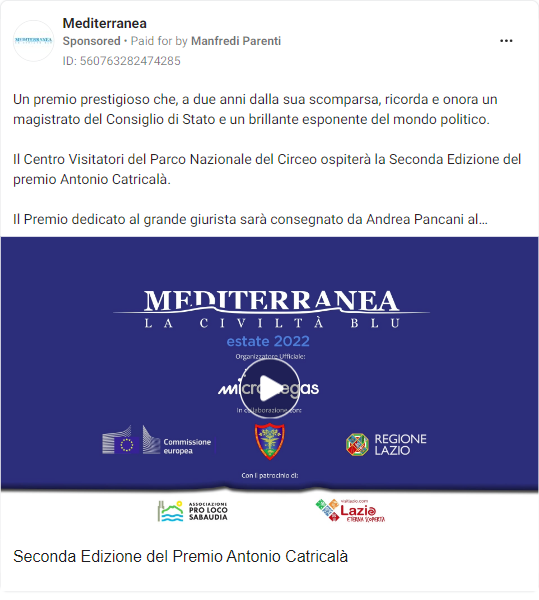 Mediterranea
Sponsored • Paid for by Manfredi Parenti
ID: 560763282474285
Un premio prestigioso che, a due anni dalla sua scomparsa, ricorda e onora un
magistrato del Consiglio di Stato e un brillante esponente del mondo politico.
Il Centro Visitatori del Parco Nazionale del Circeo ospiterà la Seconda Edizione del
premio Antonio Catricalà.
Il Premio dedicato al grande giurista sarà consegnato da Andrea Pancani al...
MEDITERRANEA
LA CIVILTÀ BLU
estate 2022
Organizzatore Ufficiale:
In collaborazione con:
Commissione
europea
REGIONE
LAZIO
Con il patrocinio di:
ASSOCIAZIONE
PRO LOCO
SABAUDIA
visitlazio.com
Lazio
ETERNA SCOPERTA
Seconda Edizione del Premio Antonio Catricalà